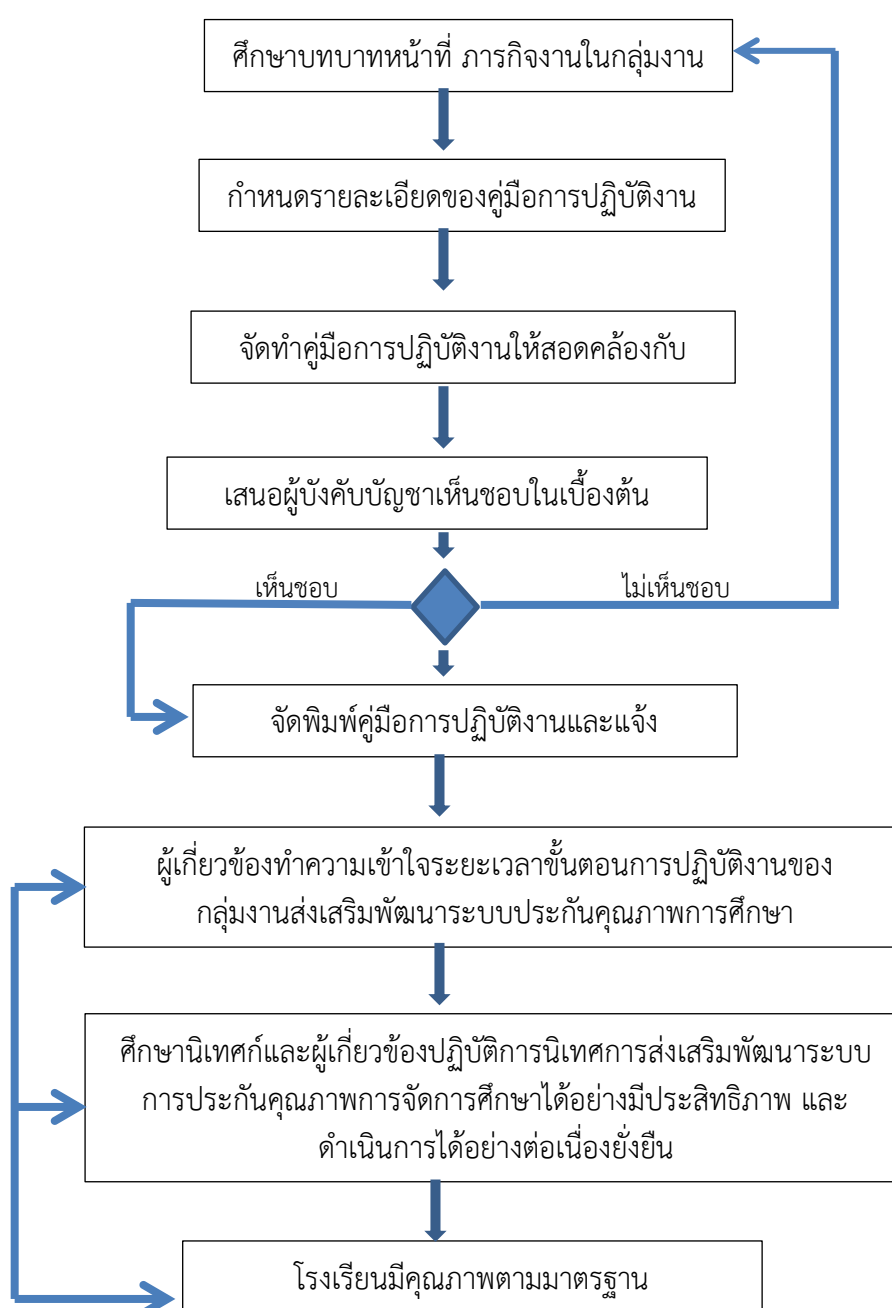 ศึกษาบทบาทหน้าที่ ภารกิจงานในกลุ่มงาน
กำหนดรายละเอียดของคู่มือการปฏิบัติงาน
จัดทำคู่มือการปฏิบัติงานให้สอดคล้องกับ
เสนอผู้บังคับบัญชาเห็นชอบในเบื้องต้น
เห็นชอบ
ไม่เห็นชอบ
จัดพิมพ์คู่มือการปฏิบัติงานและแจ้ง
ผู้เกี่ยวข้องทำความเข้าใจระยะเวลาขั้นตอนการปฏิบัติงานของ
กลุ่มงานส่งเสริมพัฒนาระบบประกันคุณภาพการศึกษา
ศึกษานิเทศก์และผู้เกี่ยวข้องปฏิบัติการนิเทศการส่งเสริมพัฒนาระบบ
การประกันคุณภาพการจัดการศึกษาได้อย่างมีประสิทธิภาพ และ
ดำเนินการได้อย่างต่อเนื่องยั่งยืน
โรงเรียนมีคุณภาพตามมาตรฐาน